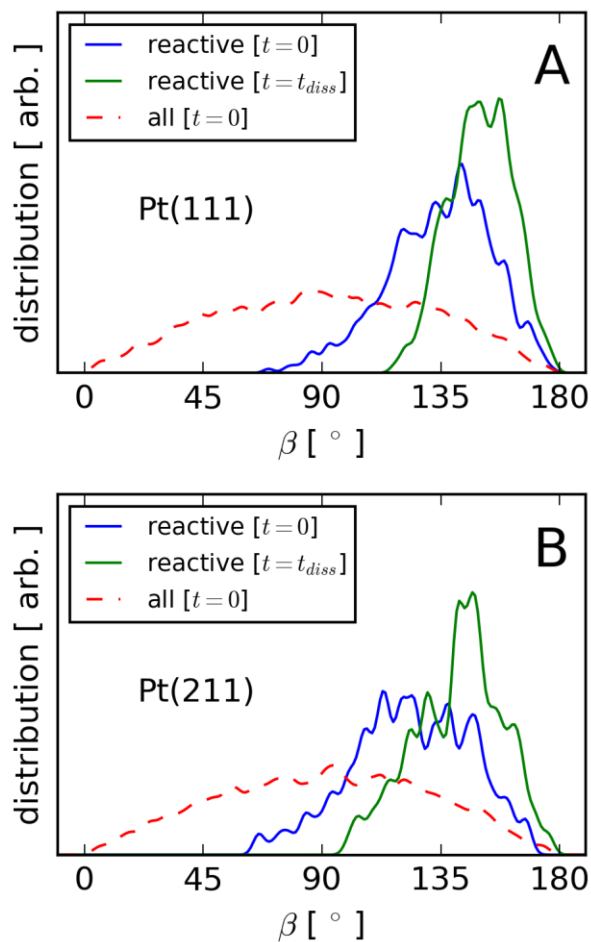 distribution [ arb. ]
reactive [t=0]
reactive [t=t_diss]
all [t=0]
A
Pt(111)
0 45 90 135 180
β [ ° ]
distribution [ arb. ]
reactive [t=0]
reactive [t=t_diss]
all [t=0]
B
Pt(211)
0 45 90 135 180
β [ ° ]